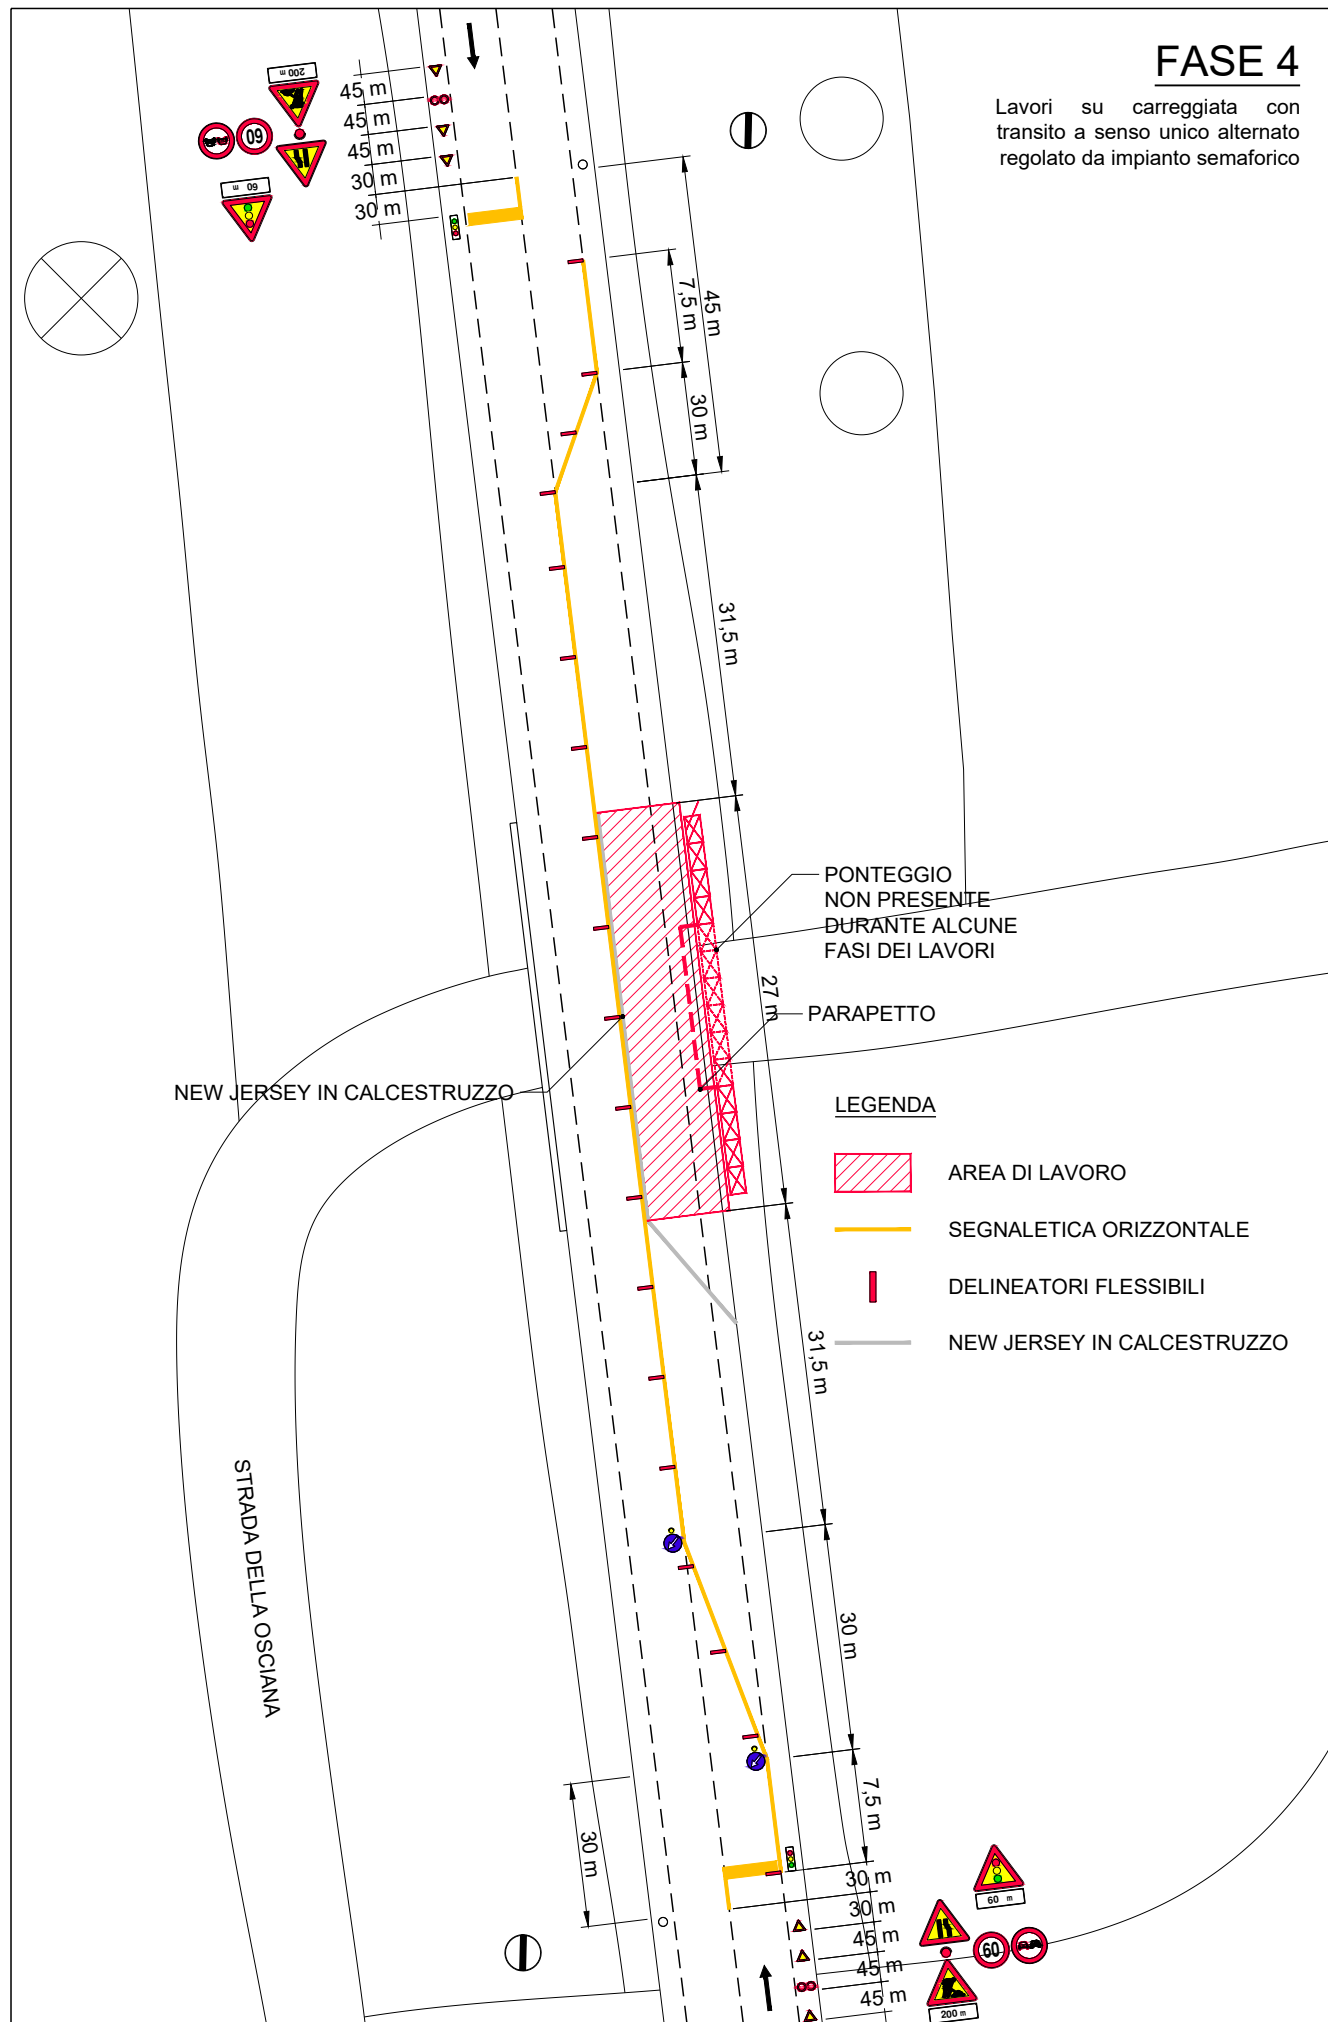 FASE 4
Lavori su carreggiata con
transito a senso unico alternato
regolato da impianto semaforico
200 m
60
60 m
45 m
45 m
45 m
30 m
30 m
45 m
7,5 m
30 m
31,5 m
PONTEGGIO
NON PRESENTE
DURANTE ALCUNE
FASI DEI LAVORI
27 m
PARAPETTO
NEW JERSEY IN CALCESTRUZZO
LEGENDA
AREA DI LAVORO
SEGNALETICA ORIZZONTALE
DELINEATORI FLESSIBILI
NEW JERSEY IN CALCESTRUZZO
31,5 m
STRADA DELLA OSCIANA
30 m
7,5 m
30 m
30 m
30 m
45 m
45 m
45 m
60 m
60
200 m